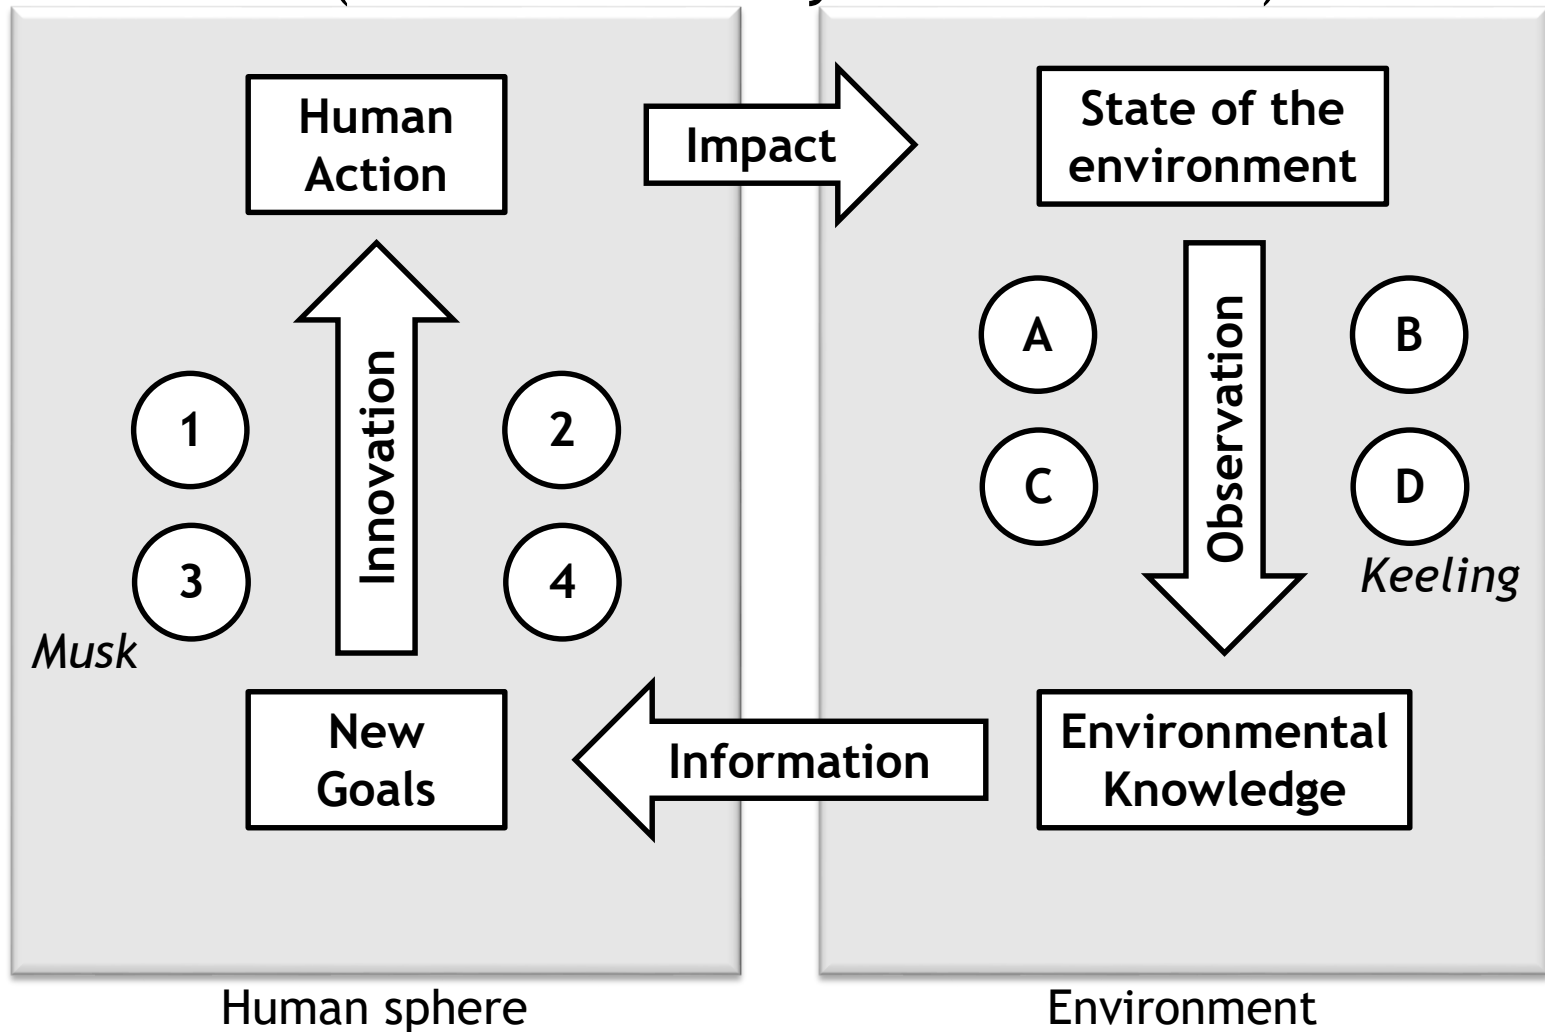 Human
Action
Impact
State of the
environment
A
B
Observation
C
D
Keeling
1
2
Innovation
3
4
Musk
New
Goals
Information
Environmental
Knowledge
Human sphere
Environment